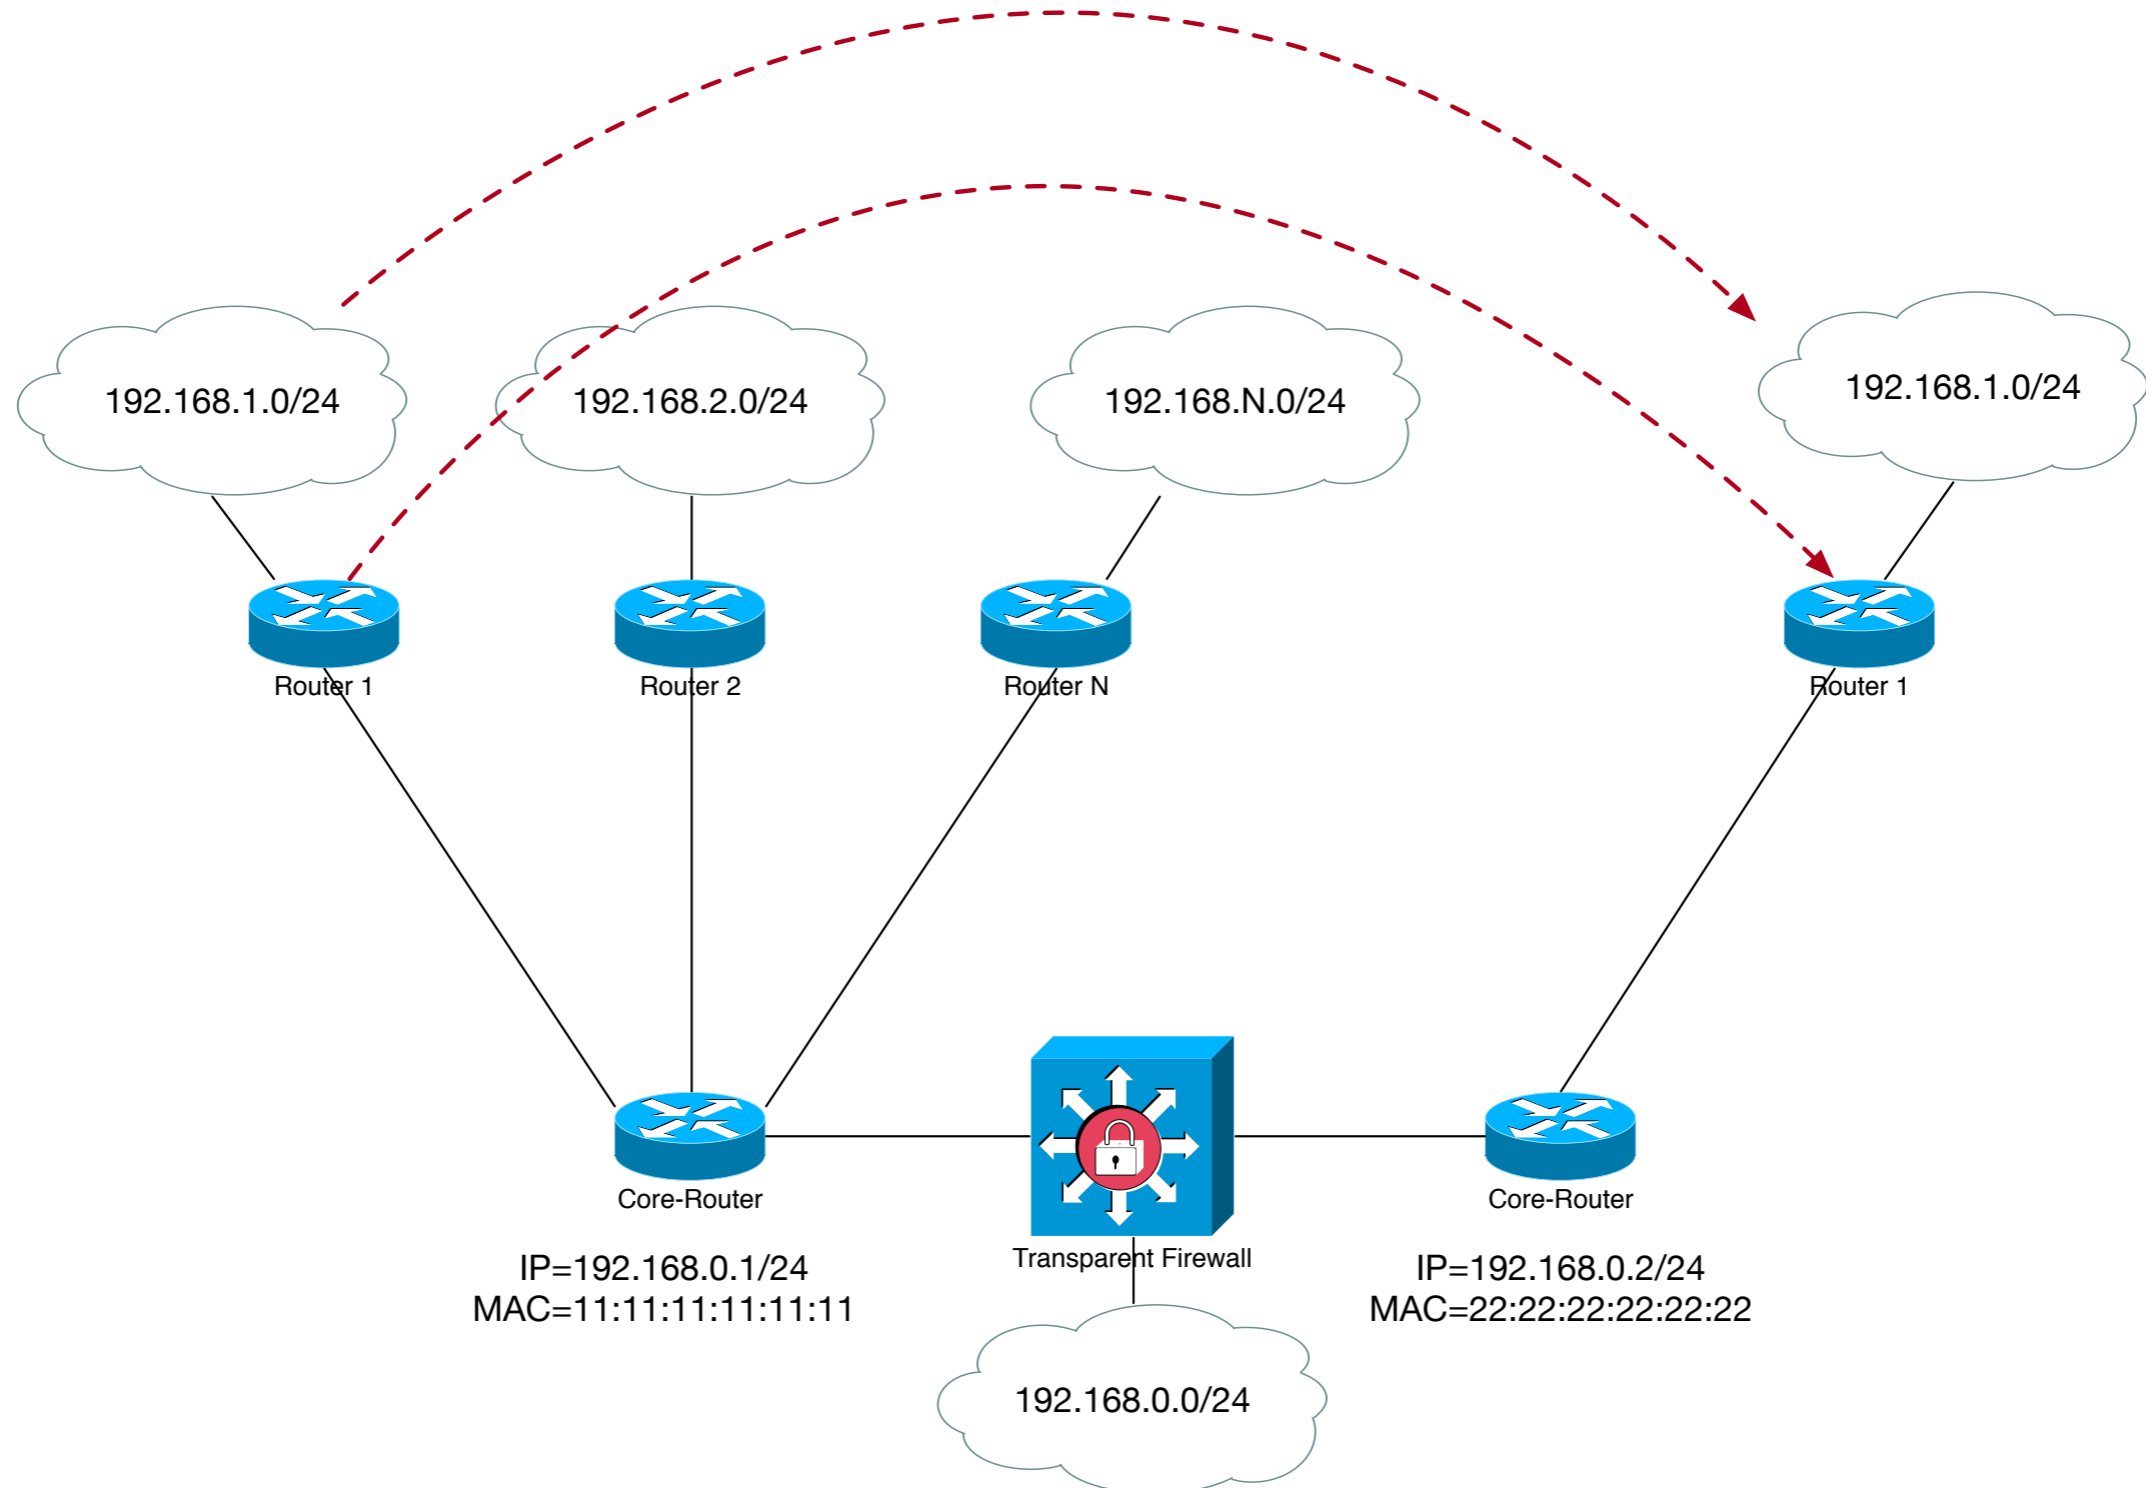 192.168.1.0/24
192.168.2.0/24
192.168.N.0/24
192.168.1.0/24
Router 1
Router 2
Router N
Router 1
Core-Router
IP=192.168.0.1/24
MAC=11:11:11:11:11:11
Transparent Firewall
Core-Router
IP=192.168.0.2/24
MAC=22:22:22:22:22:22
192.168.0.0/24